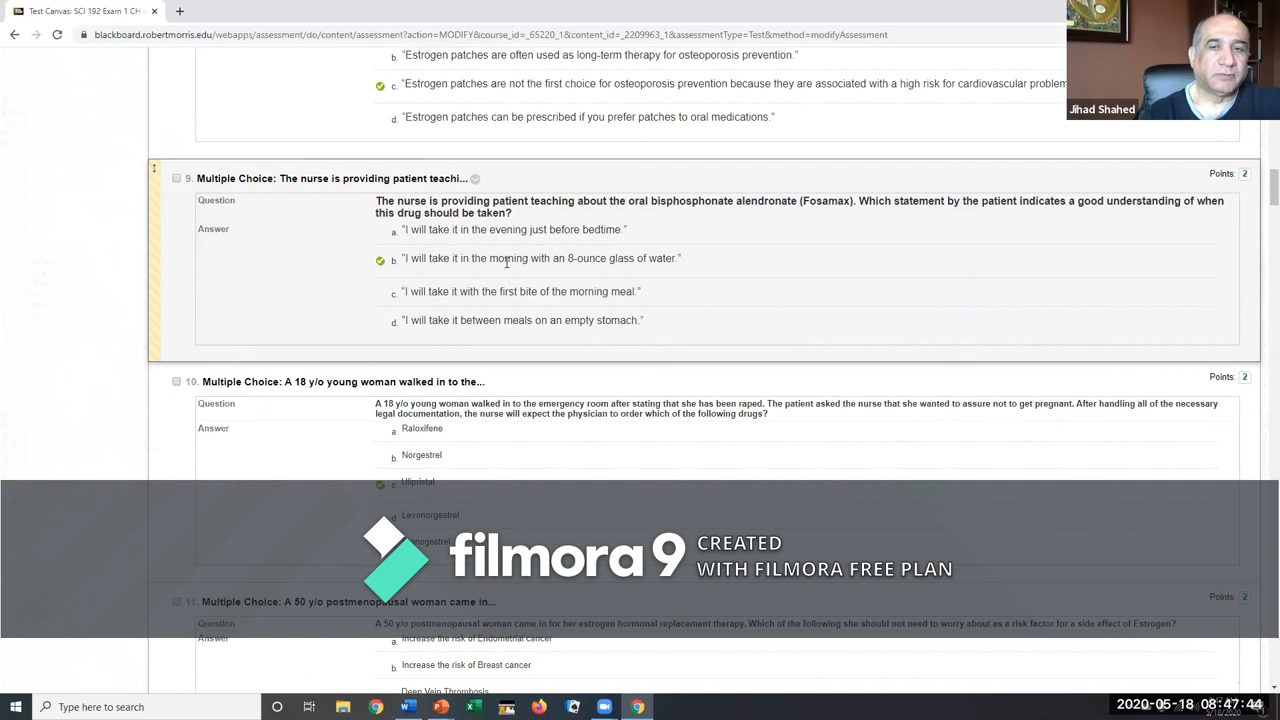 Test Canvas: SCI 192 Exam 1 CH
blackboard.robertmorris.edu/webapps/assessment/do/content/assessment?action=MODIFY&course_id=_65220_1&content_id=_2209963_1&assessmentType=Test&method=modifyAssessment
b. “Estrogen patches are often used as long-term therapy for osteoporosis prevention.”
c. “Estrogen patches are not the first choice for osteoporosis prevention because they are associated with a high risk for cardiovascular problem
d. “Estrogen patches can be prescribed if you prefer patches to oral medications.”
Jihad Shahed
9. Multiple Choice: The nurse is providing patient teachi...
Points: 2
Question
The nurse is providing patient teaching about the oral bisphosphonate alendronate (Fosamax). Which statement by the patient indicates a good understanding of when
this drug should be taken?
Answer
a. “I will take it in the evening just before bedtime.”
b. “I will take it in the morning with an 8-ounce glass of water.”
c. “I will take it with the first bite of the morning meal.”
d. “I will take it between meals on an empty stomach.”
10. Multiple Choice: A 18 y/o young woman walked in to the...
Points: 2
Question
A 18 y/o young woman walked in to the emergency room after stating that she has been raped. The patient asked the nurse that she wanted to assure not to get pregnant. After handling all of the necessary
legal documentation, the nurse will expect the physician to order which of the following drugs?
Answer
a. Raloxifene
b. Norgestrel
c. Ulipristal
d. Levonorgestrel
filmora9 CREATED
WITH FILMORA FREE PLAN
11. Multiple Choice: A 50 y/o postmenopausal woman came in...
Points: 2
Question
A 50 y/o postmenopausal woman came in for her estrogen hormonal replacement therapy. Which of the following she should not need to worry about as a risk factor for a side effect of Estrogen?
Answer
a. Increase the risk of Endometrial cancer
b. Increase the risk of Breast cancer
Deep Vein Thrombosis
Type here to search
2020-05-18 08:47:44